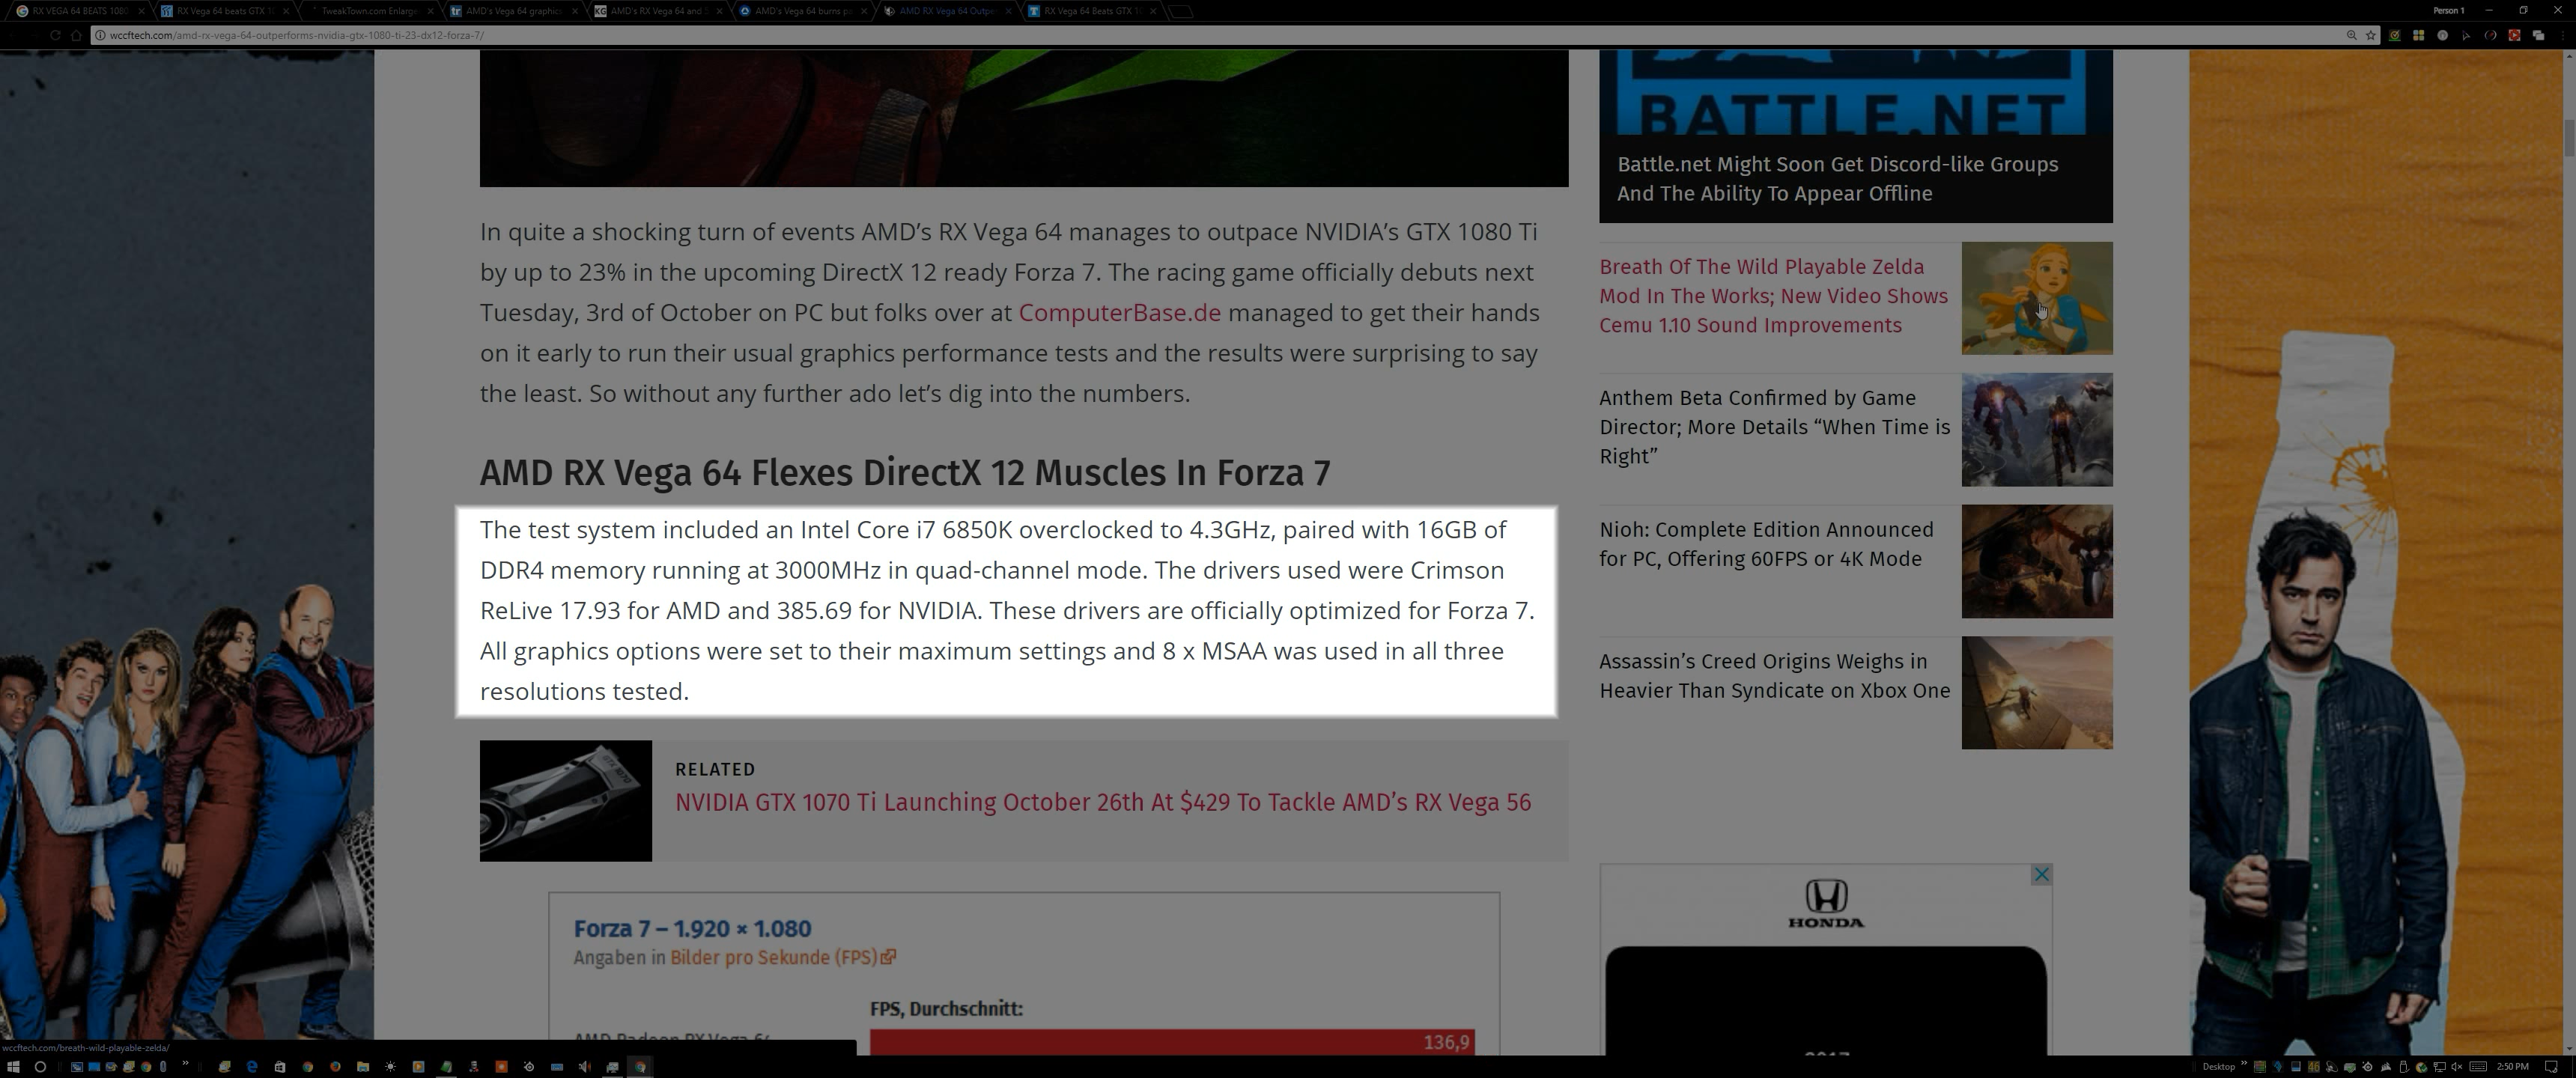 RX VEGA 64 BEATS 1080
RX Vega 64 beats GTX 10
TweakTown.com Enlarge
AMD's Vega 64 graphic
AMD's RX Vega 64 and
AMD's Vega 64 burns p
AMD RX Vega 64 Outpe
RX Vega 64 Beats GTX 1
Person 1
wccftech.com/amd-rx-vega-64-outperforms-nvidia-gtx-1080-ti-23-dx12-forza-7/
In quite a shocking turn of events AMD's RX Vega 64 manages to outpace NVIDIA's GTX 1080 Ti
by up to 23% in the upcoming DirectX 12 ready Forza 7. The racing game officially debuts next
Tuesday, 3rd of October on PC but folks over at ComputerBase.de managed to get their hands
on it early to run their usual graphics performance tests and the results were surprising to say
the least. So without any further ado let's dig into the numbers.
AMD RX Vega 64 Flexes DirectX 12 Muscles In Forza 7
The test system included an Intel Core i7 6850K overclocked to 4.3GHz, paired with 16GB of
DDR4 memory running at 3000MHz in quad-channel mode. The drivers used were Crimson
ReLive 17.93 for AMD and 385.69 for NVIDIA. These drivers are officially optimized for Forza 7.
All graphics options were set to their maximum settings and 8 x MSAA was used in all three
resolutions tested.
GTX 1070
RELATED
NVIDIA GTX 1070 Ti Launching October 26th At $429 To Tackle AMD's RX Vega 56
Forza 7 – 1.920 × 1.080
Angaben in Bilder pro Sekunde (FPS)
FPS, Durchschnitt:
AMD Radeon RX Vega 64
136,9
BATTLE.NET
Battle.net Might Soon Get Discord-like Groups
And The Ability To Appear Offline
Breath Of The Wild Playable Zelda
Mod In The Works; New Video Shows
Cemu 1.10 Sound Improvements
Anthem Beta Confirmed by Game
Director; More Details “When Time is
Right”
Nioh: Complete Edition Announced
for PC, Offering 60FPS or 4K Mode
Assassin's Creed Origins Weighs in
Heavier Than Syndicate on Xbox One
HONDA
2017
wccftech.com/breath-wild-playable-zelda/
Desktop
46
2:50 PM